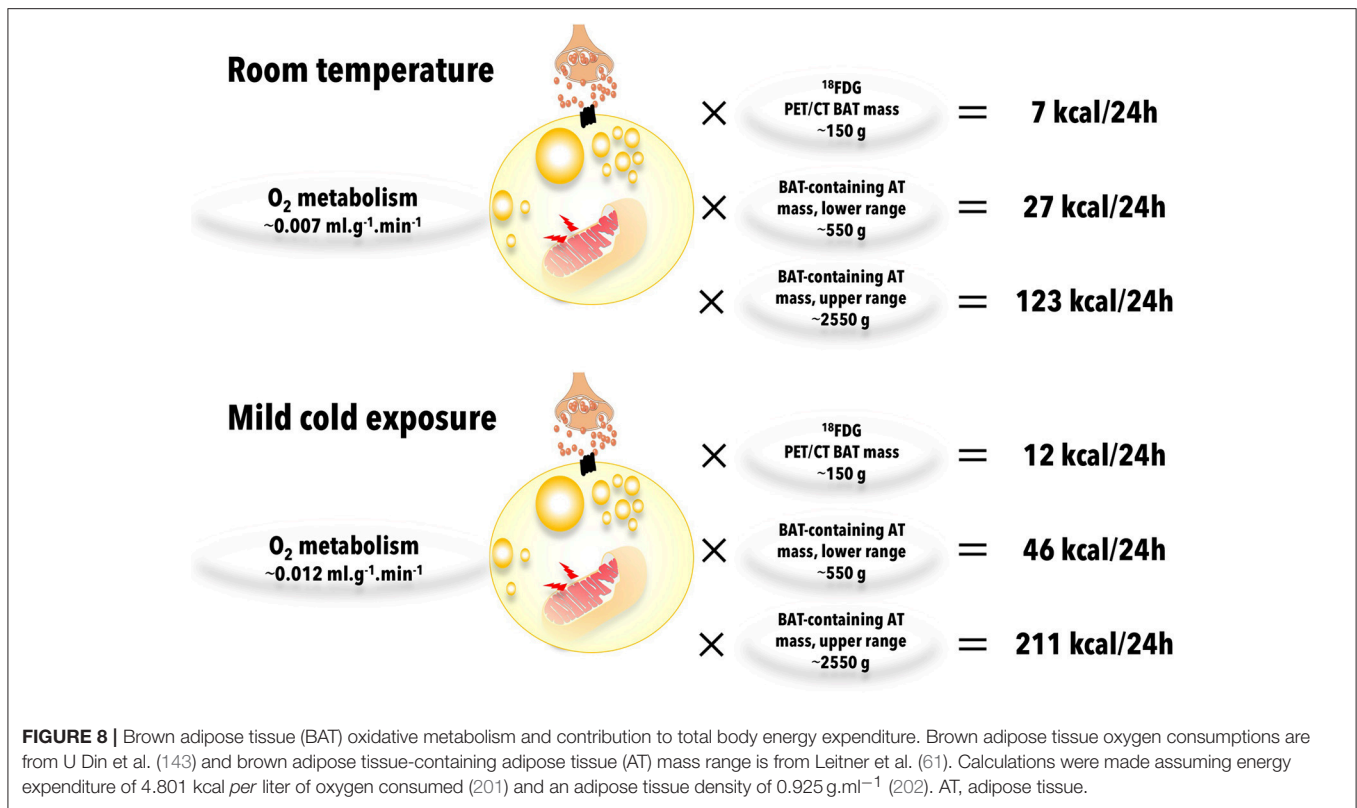 Room temperature
¹⁸FDG
PET/CT BAT mass
~150 g
× = 7 kcal/24h
O₂ metabolism
~0.007 ml.g⁻¹.min⁻¹
BAT-containing AT
mass, lower range
~550 g
× = 27 kcal/24h
BAT-containing AT
mass, upper range
~2550 g
× = 123 kcal/24h
Mild cold exposure
¹⁸FDG
PET/CT BAT mass
~150 g
× = 12 kcal/24h
O₂ metabolism
~0.012 ml.g⁻¹.min⁻¹
BAT-containing AT
mass, lower range
~550 g
× = 46 kcal/24h
BAT-containing AT
mass, upper range
~2550 g
× = 211 kcal/24h
FIGURE 8 | Brown adipose tissue (BAT) oxidative metabolism and contribution to total body energy expenditure. Brown adipose tissue oxygen consumptions are
from U Din et al. (143) and brown adipose tissue-containing adipose tissue (AT) mass range is from Leitner et al. (61). Calculations were made assuming energy
expenditure of 4.801 kcal per liter of oxygen consumed (201) and an adipose tissue density of 0.925 g.ml⁻¹ (202). AT, adipose tissue.